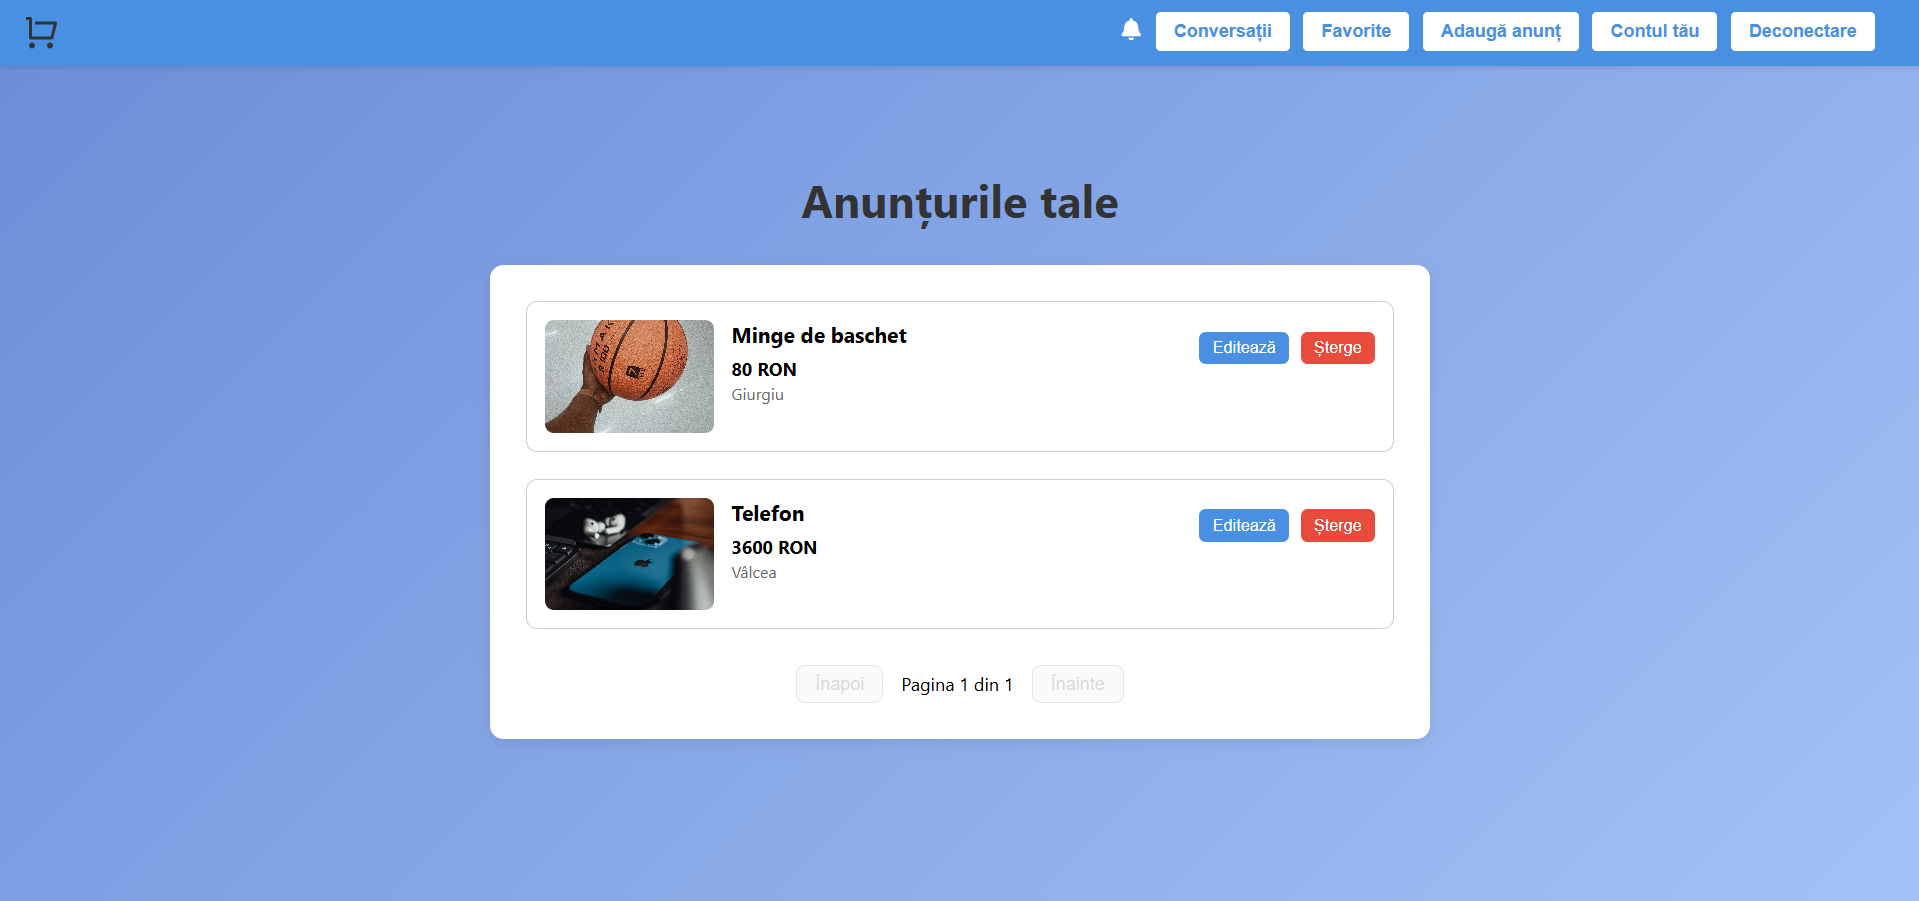 Conversații Favorite Adaugă anunț Contul tău Deconectare
Anunțurile tale
Minge de baschet
80 RON
Giurgiu
Editează Șterge
Telefon
3600 RON
Vâlcea
Editează Șterge
Înapoi Pagina 1 din 1 Înainte